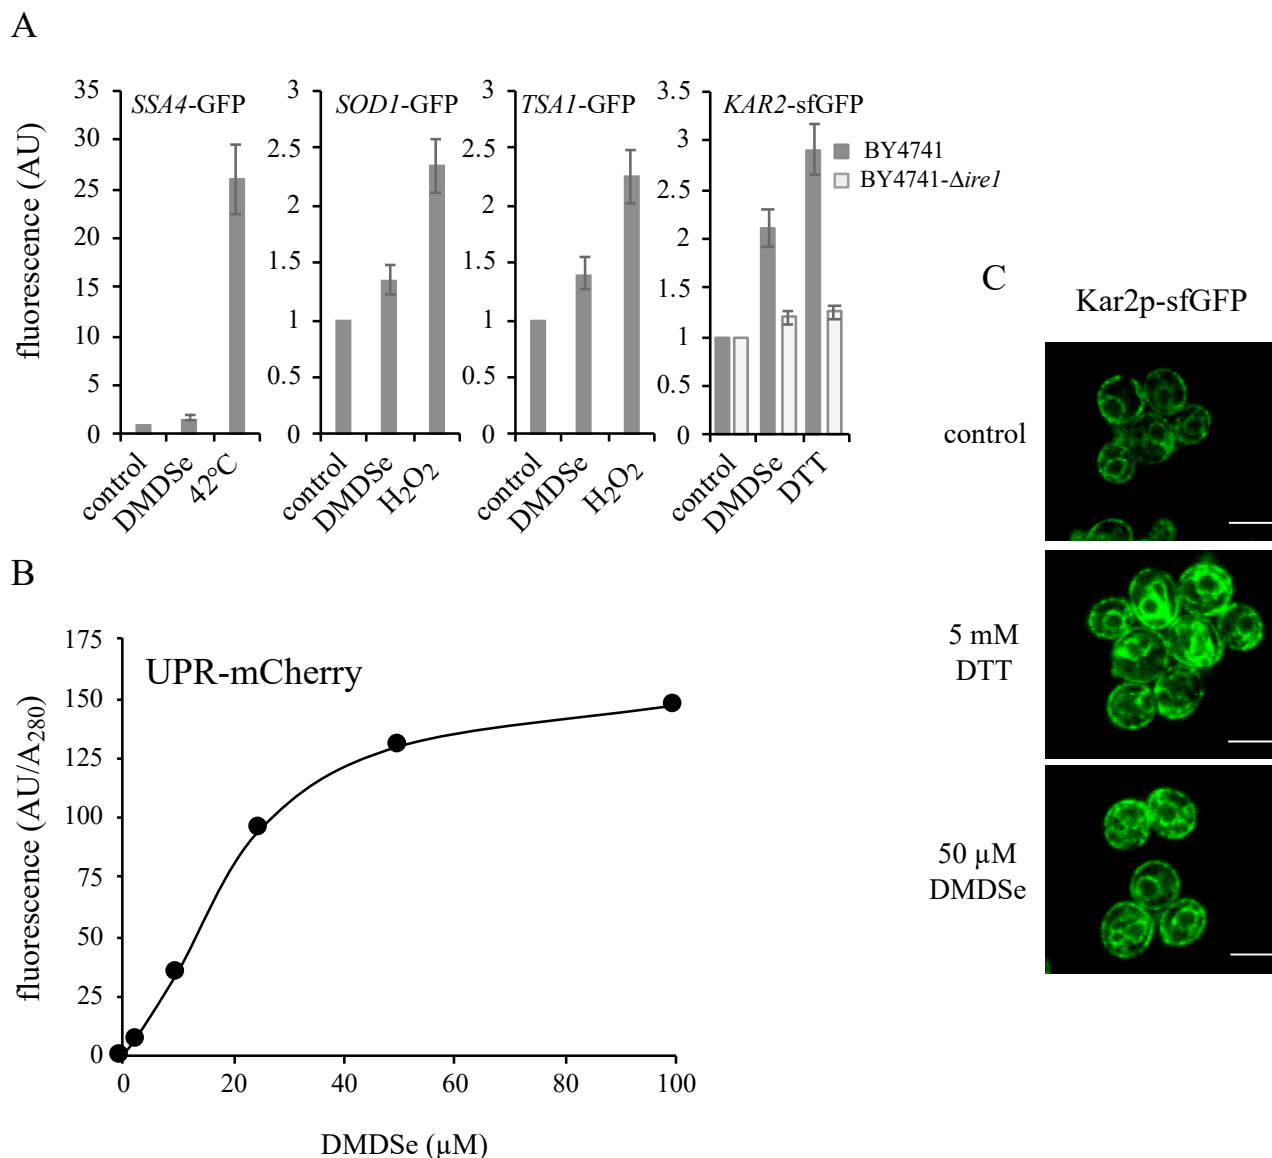 A
SSA4-GFP
SOD1-GFP
TSA1-GFP
KAR2-sfGFP
BY4741
BY4741-Δire1
fluorescence (AU)
35
30
25
20
15
10
5
0
control
DMDSe
42°C
3
2.5
2
1.5
1
0.5
0
control
DMDSe
H₂O₂
3
2.5
2
1.5
1
0.5
0
control
DMDSe
H₂O₂
3.5
3
2.5
2
1.5
1
0.5
0
control
DMDSe
DTT
B
UPR-mCherry
fluorescence (AU/A₂₈₀)
175
150
125
100
75
50
25
0
0 20 40 60 80 100
DMDSe (µM)
C
Kar2p-sfGFP
control
5 mM
DTT
50 µM
DMDSe